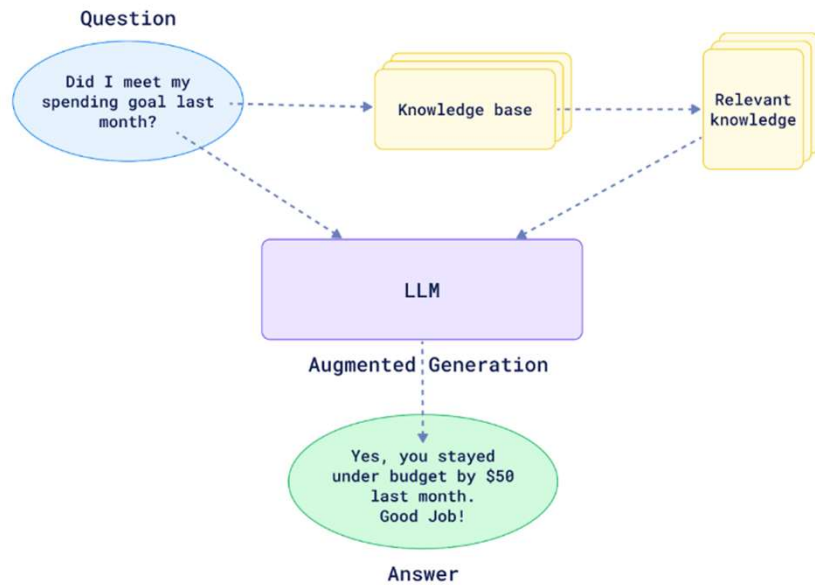 Question
Did I meet my
spending goal last
month?
Knowledge base
Relevant
knowledge
LLM
Augmented Generation
Yes, you stayed
under budget by $50
last month.
Good Job!
Answer